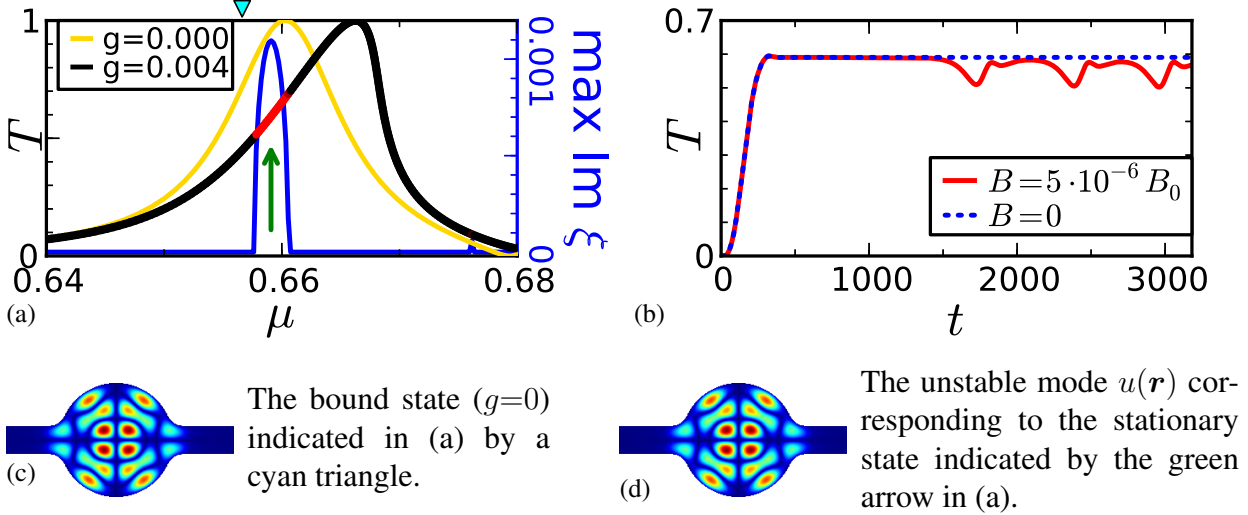 1
g=0.000
g=0.004
T
0
0.64
0.66
0.68
μ
0.001
0
max Im ξ
(a)
0.7
T
0
0
1000
2000
3000
t
B=5·10⁻⁶ B₀
B=0
(b)
(c)
The bound state (g=0)
indicated in (a) by a
cyan triangle.
(d)
The unstable mode u(r) cor-
responding to the stationary
state indicated by the green
arrow in (a).